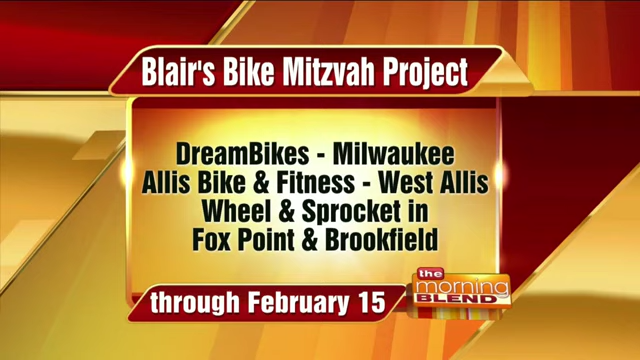 Blair's Bike Mitzvah Project
DreamBikes - Milwaukee
Allis Bike & Fitness - West Allis
Wheel & Sprocket in
Fox Point & Brookfield
through February 15
the
morning
BLEND